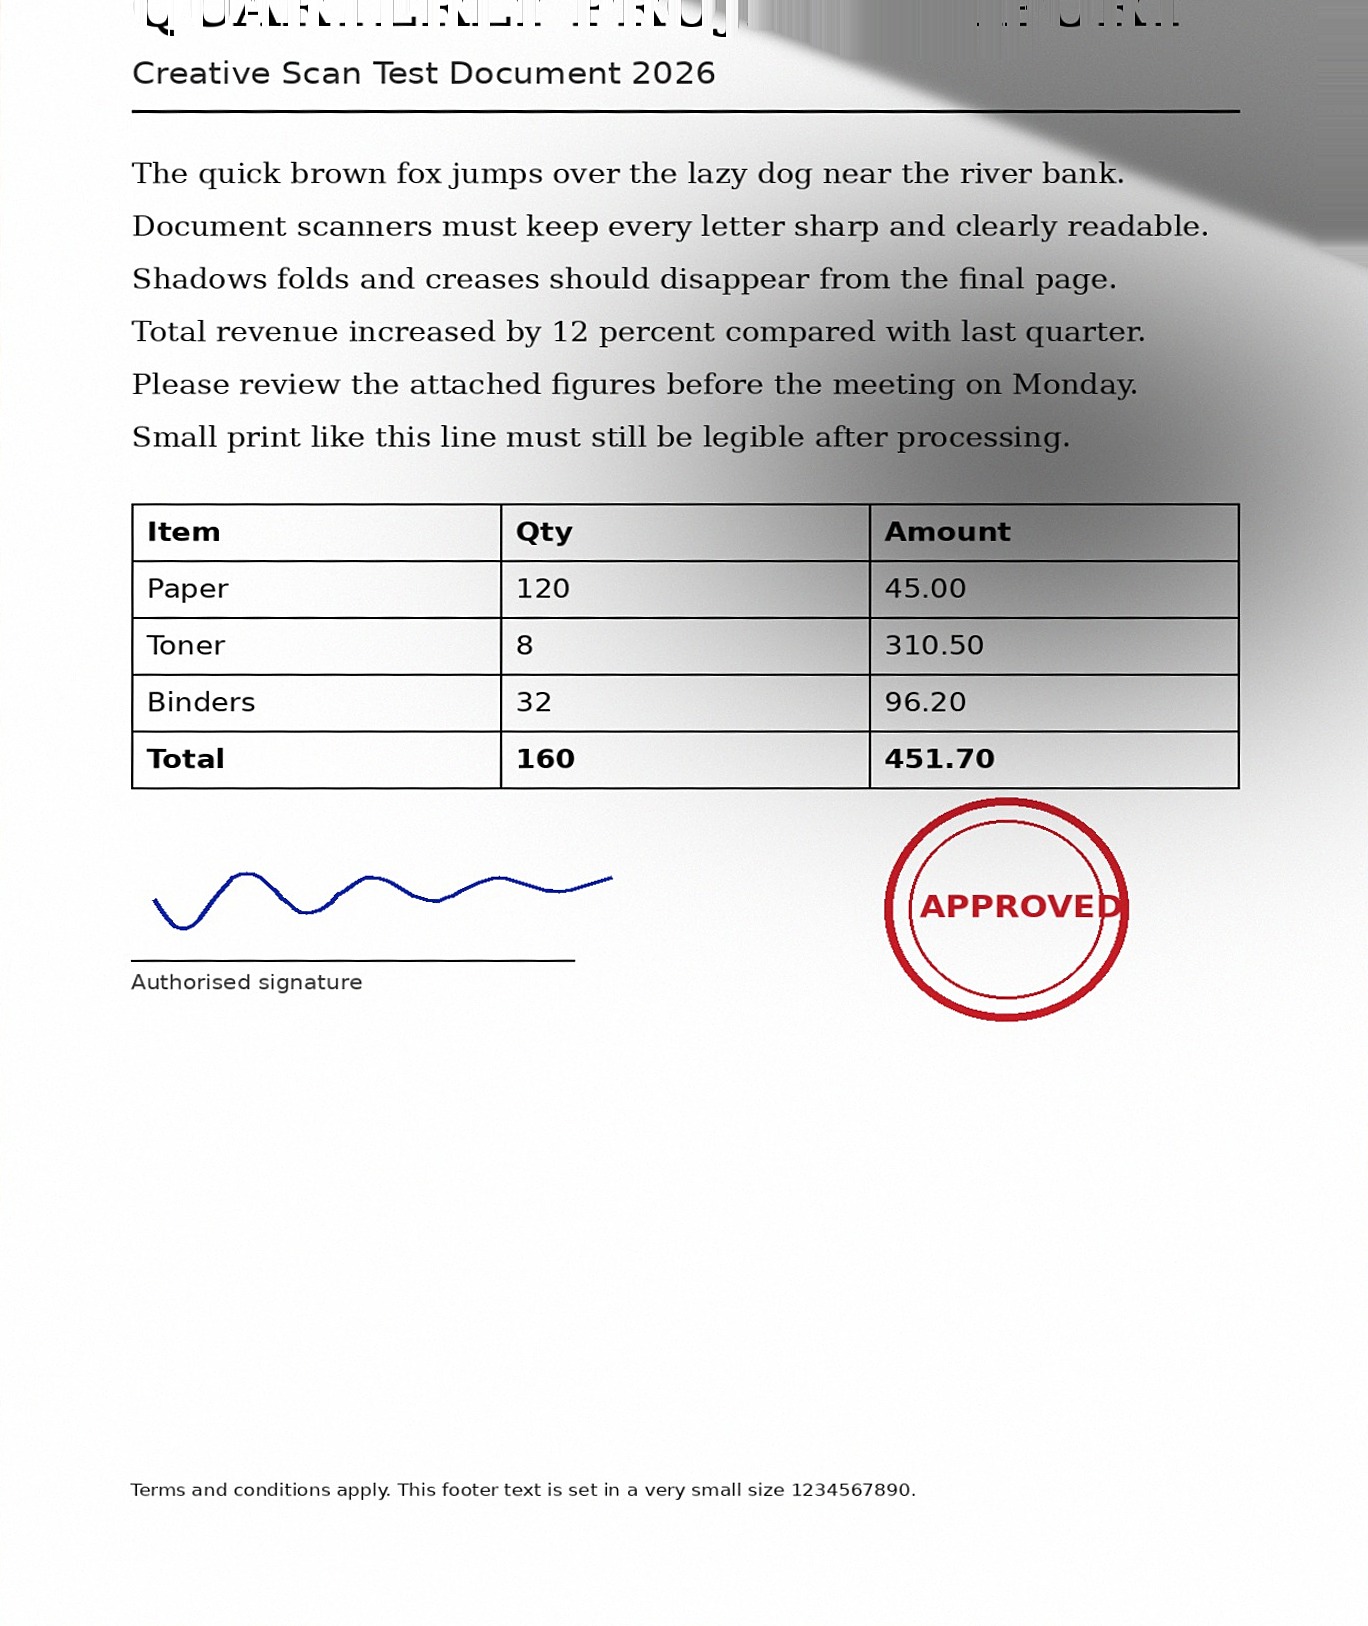 Creative Scan Test Document 2026
The quick brown fox jumps over the lazy dog near the river bank.
Document scanners must keep every letter sharp and clearly readable.
Shadows folds and creases should disappear from the final page.
Total revenue increased by 12 percent compared with last quarter.
Please review the attached figures before the meeting on Monday.
Small print like this line must still be legible after processing.
Item Qty Amount
Paper 120 45.00
Toner 8 310.50
Binders 32 96.20
Total 160 451.70
APPROVED
Authorised signature
Terms and conditions apply. This footer text is set in a very small size 1234567890.